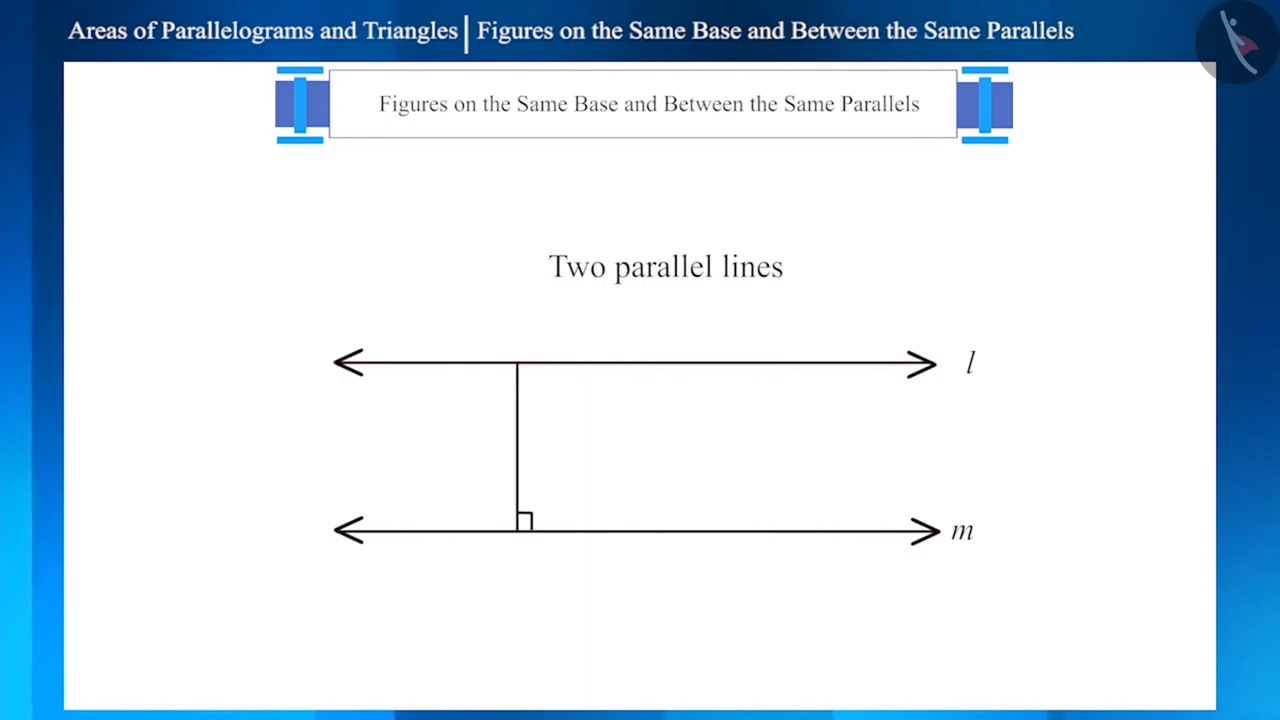 Areas of Parallelograms and Triangles | Figures on the Same Base and Between the Same Parallels
Figures on the Same Base and Between the Same Parallels
Two parallel lines
l
m